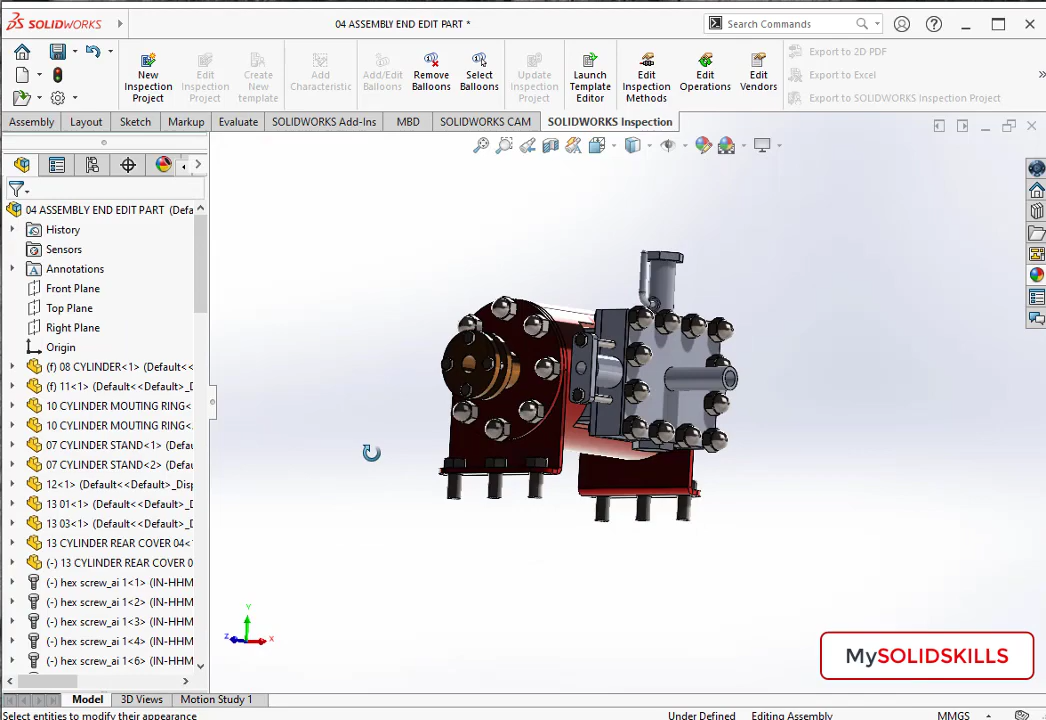 SOLIDWORKS
04 ASSEMBLY END EDIT PART *
Search Commands
New Inspection Project
Edit Inspection Project
Create New template
Add Characteristic
Add/Edit Balloons
Remove Balloons
Select Balloons
Update Inspection Project
Launch Template Editor
Edit Inspection Methods
Edit Operations
Edit Vendors
Export to 2D PDF
Export to Excel
Export to SOLIDWORKS Inspection Project
Assembly
Layout
Sketch
Markup
Evaluate
SOLIDWORKS Add-Ins
MBD
SOLIDWORKS CAM
SOLIDWORKS Inspection
04 ASSEMBLY END EDIT PART (Defa
History
Sensors
Annotations
Front Plane
Top Plane
Right Plane
Origin
(f) 08 CYLINDER<1> (Default<<
(f) 11<1> (Default<<Default>_D
10 CYLINDER MOUTING RING<
10 CYLINDER MOUTING RING<
07 CYLINDER STAND<1> (Defau
07 CYLINDER STAND<2> (Defau
12<1> (Default<<Default>_Disp
13 01<1> (Default<<Default>_D
13 03<1> (Default<<Default>_D
13 CYLINDER REAR COVER 04<
(-) 13 CYLINDER REAR COVER 0
(-) hex screw_ai 1<1> (IN-HHM
(-) hex screw_ai 1<2> (IN-HHM
(-) hex screw_ai 1<3> (IN-HHM
(-) hex screw_ai 1<4> (IN-HHM
(-) hex screw_ai 1<6> (IN-HHM
Y
Z
X
MySOLIDSKILLS
Model
3D Views
Motion Study 1
Select entities to modify their appearance
Under Defined
Editing Assembly
MMGS